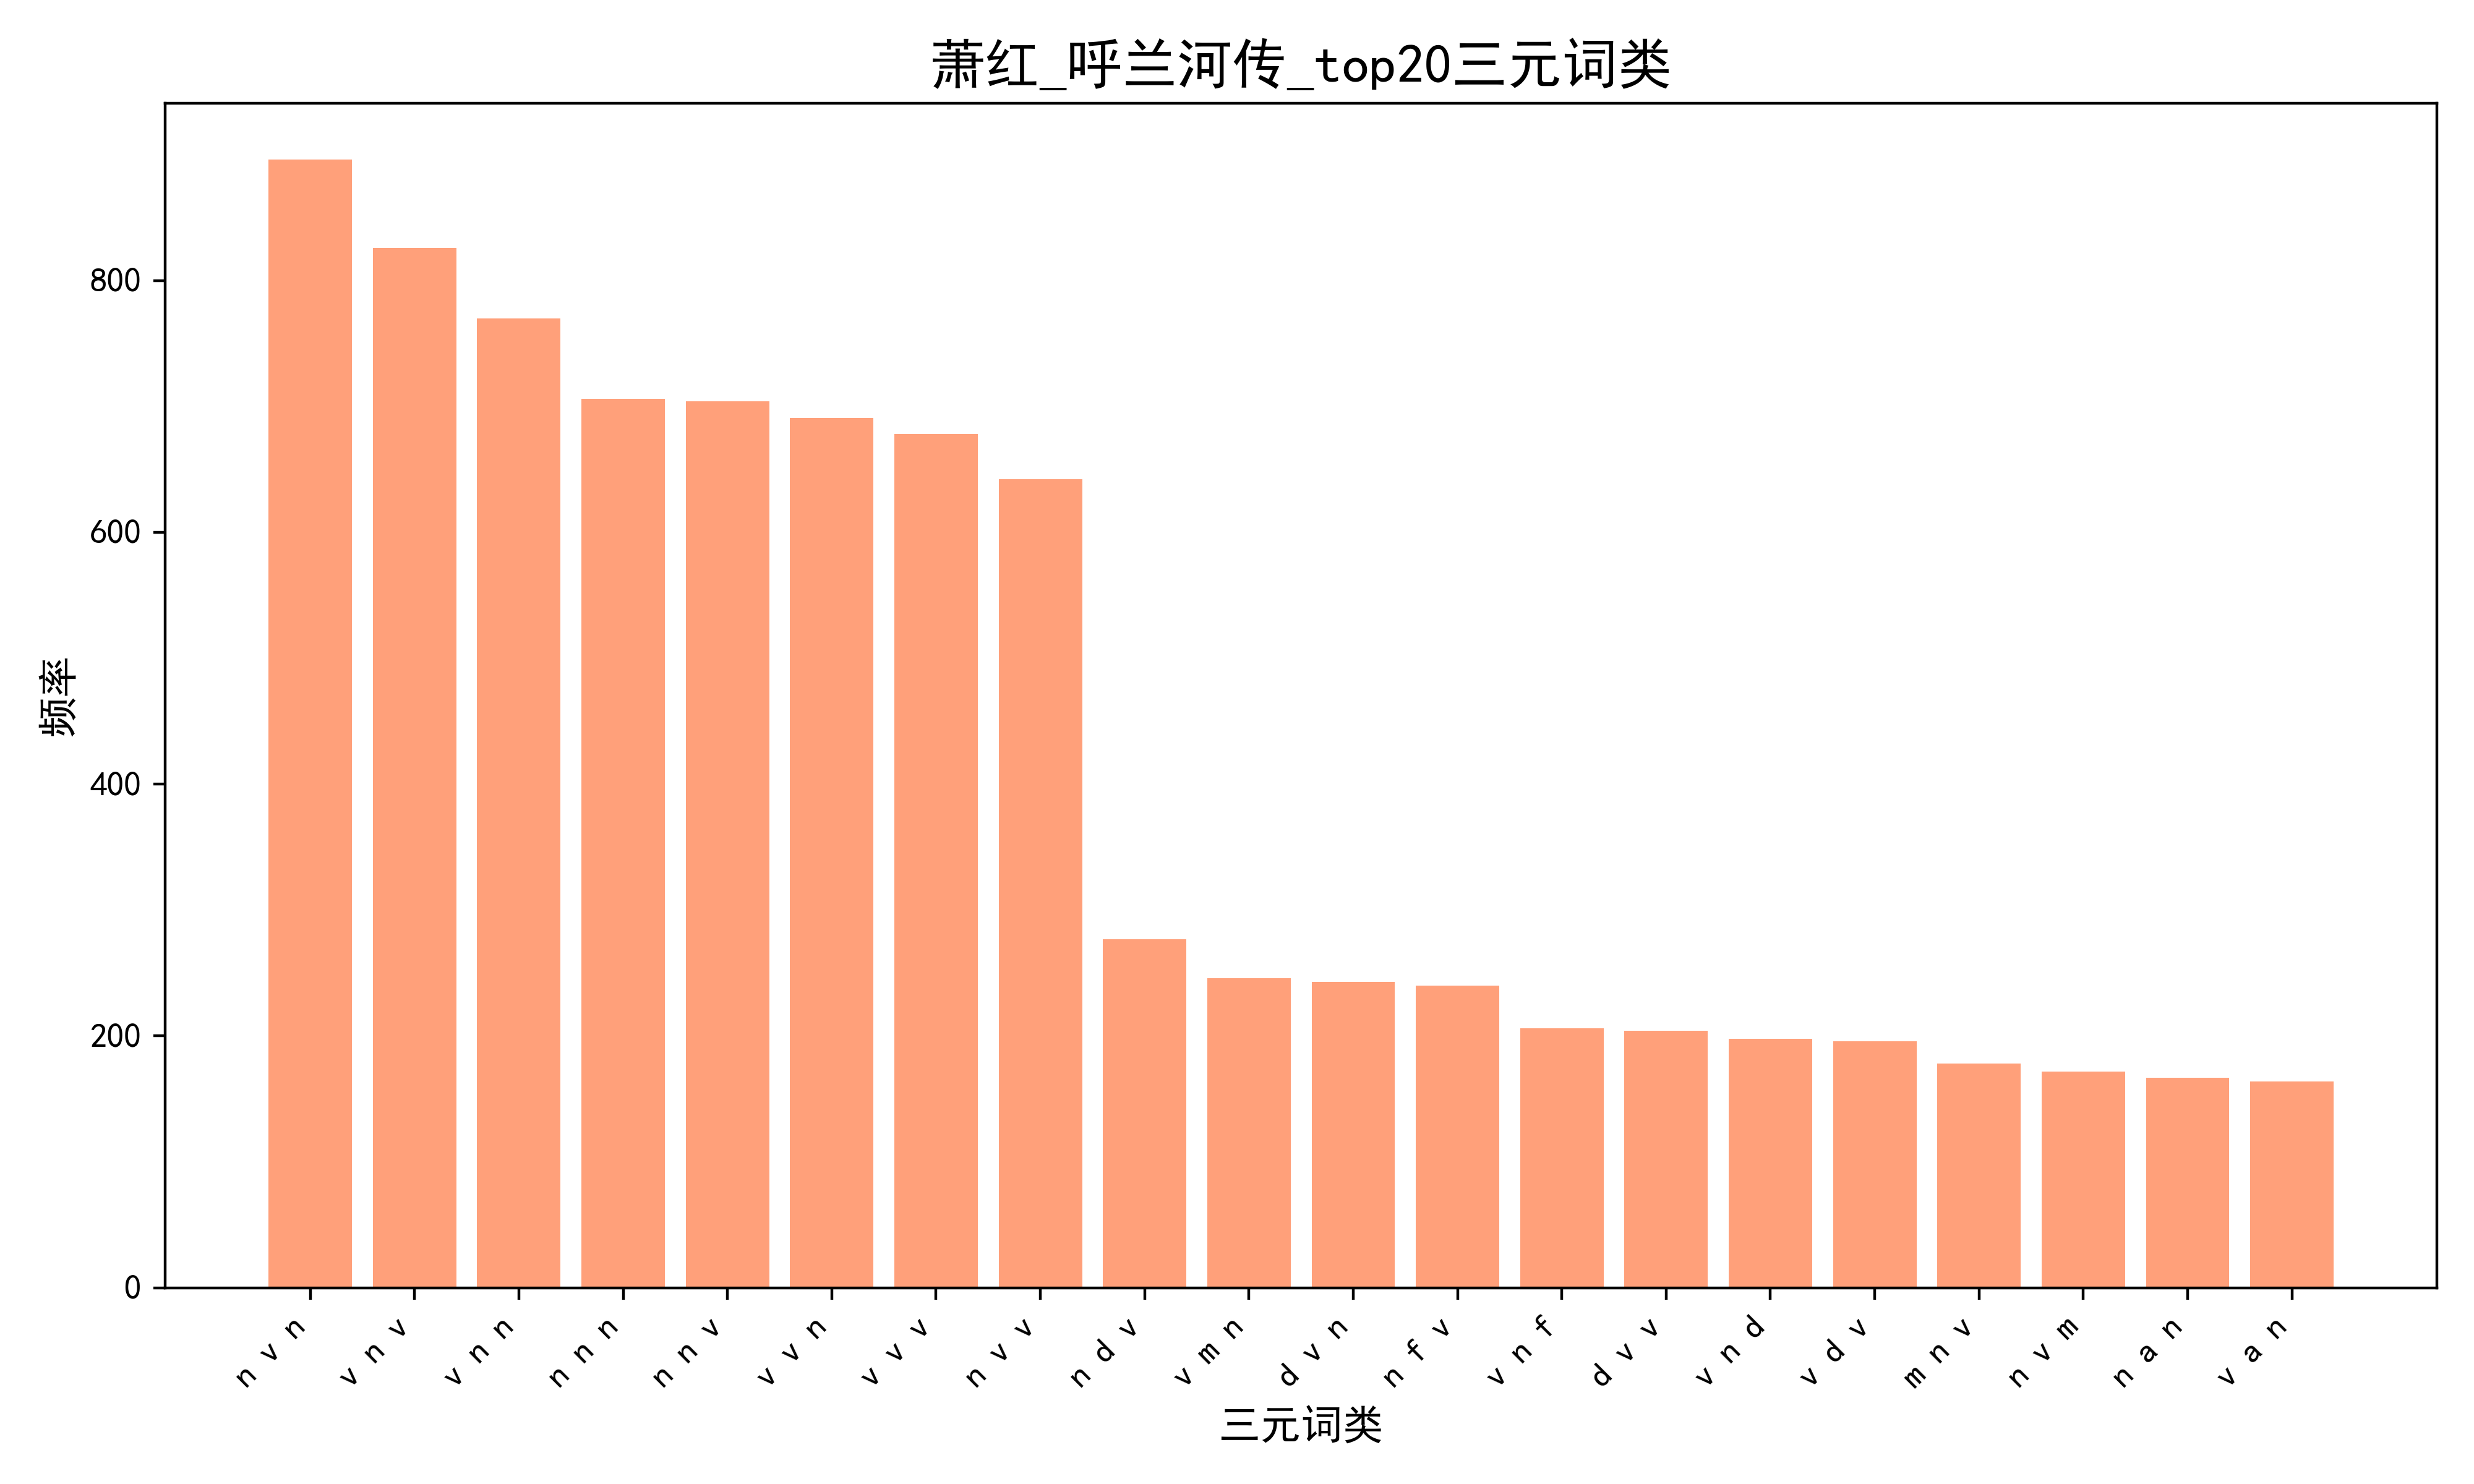 萧红_呼兰河传_top20三元词类
频率
800
600
400
200
0
n v n
v n v
v n n
n n n
n n v
v v n
v v v
n v v
n d v
v m n
d v n
n f v
v n f
d v v
v n d
v d v
m n v
n v m
n a n
v a n
三元词类